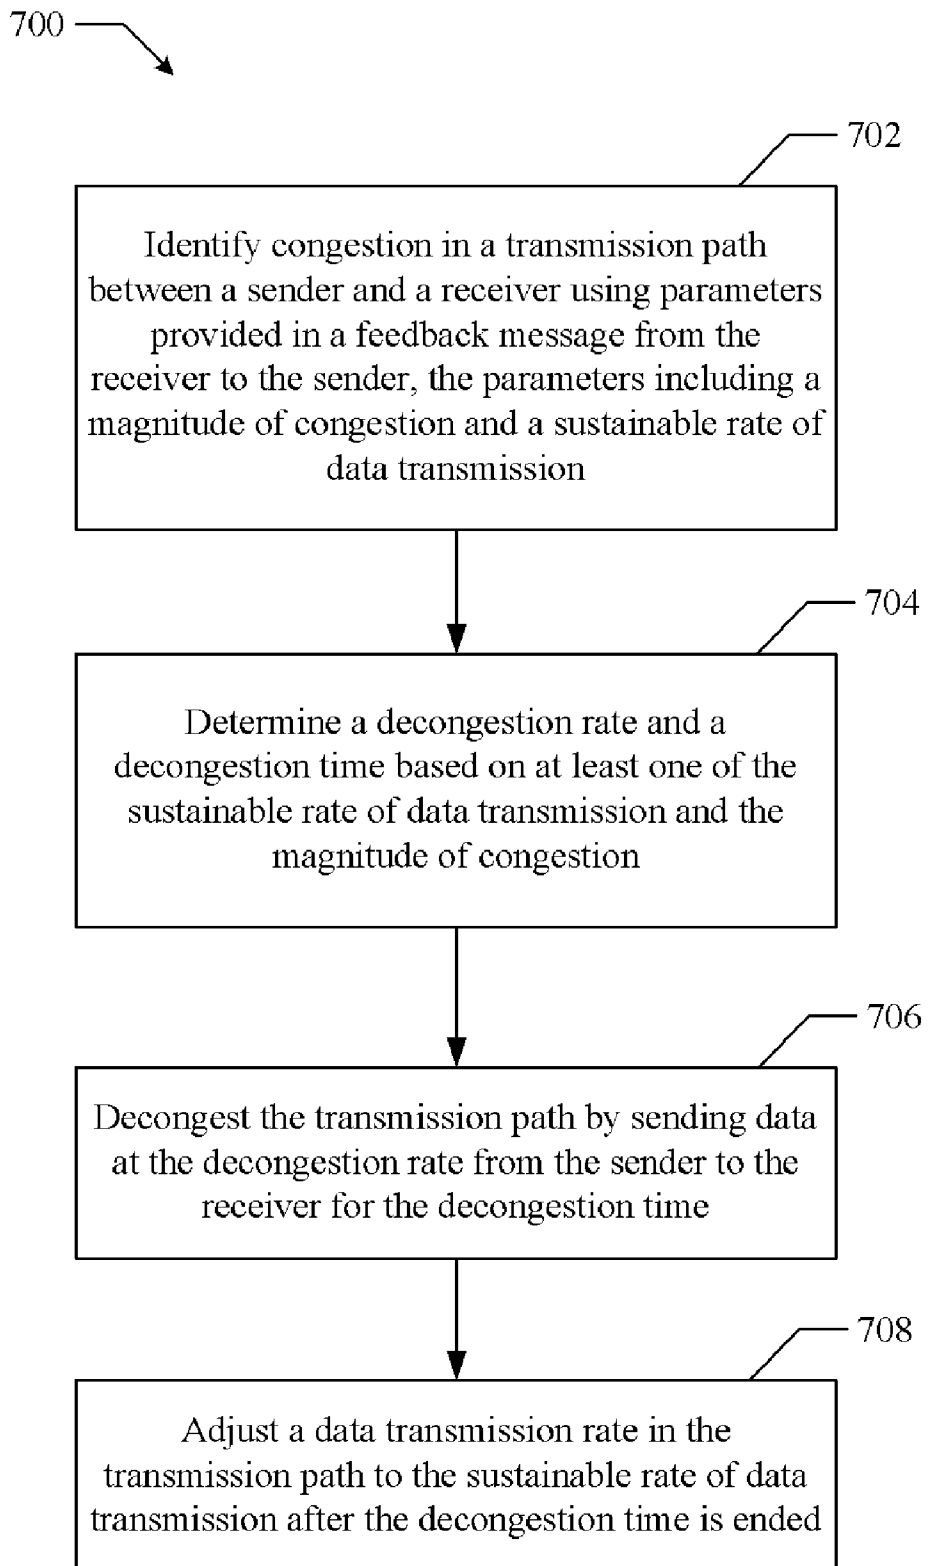 700
702
Identify congestion in a transmission path
between a sender and a receiver using parameters
provided in a feedback message from the
receiver to the sender, the parameters including a
magnitude of congestion and a sustainable rate of
data transmission
704
Determine a decongestion rate and a
decongestion time based on at least one of the
sustainable rate of data transmission and the
magnitude of congestion
706
Decongest the transmission path by sending data
at the decongestion rate from the sender to the
receiver for the decongestion time
708
Adjust a data transmission rate in the
transmission path to the sustainable rate of data
transmission after the decongestion time is ended